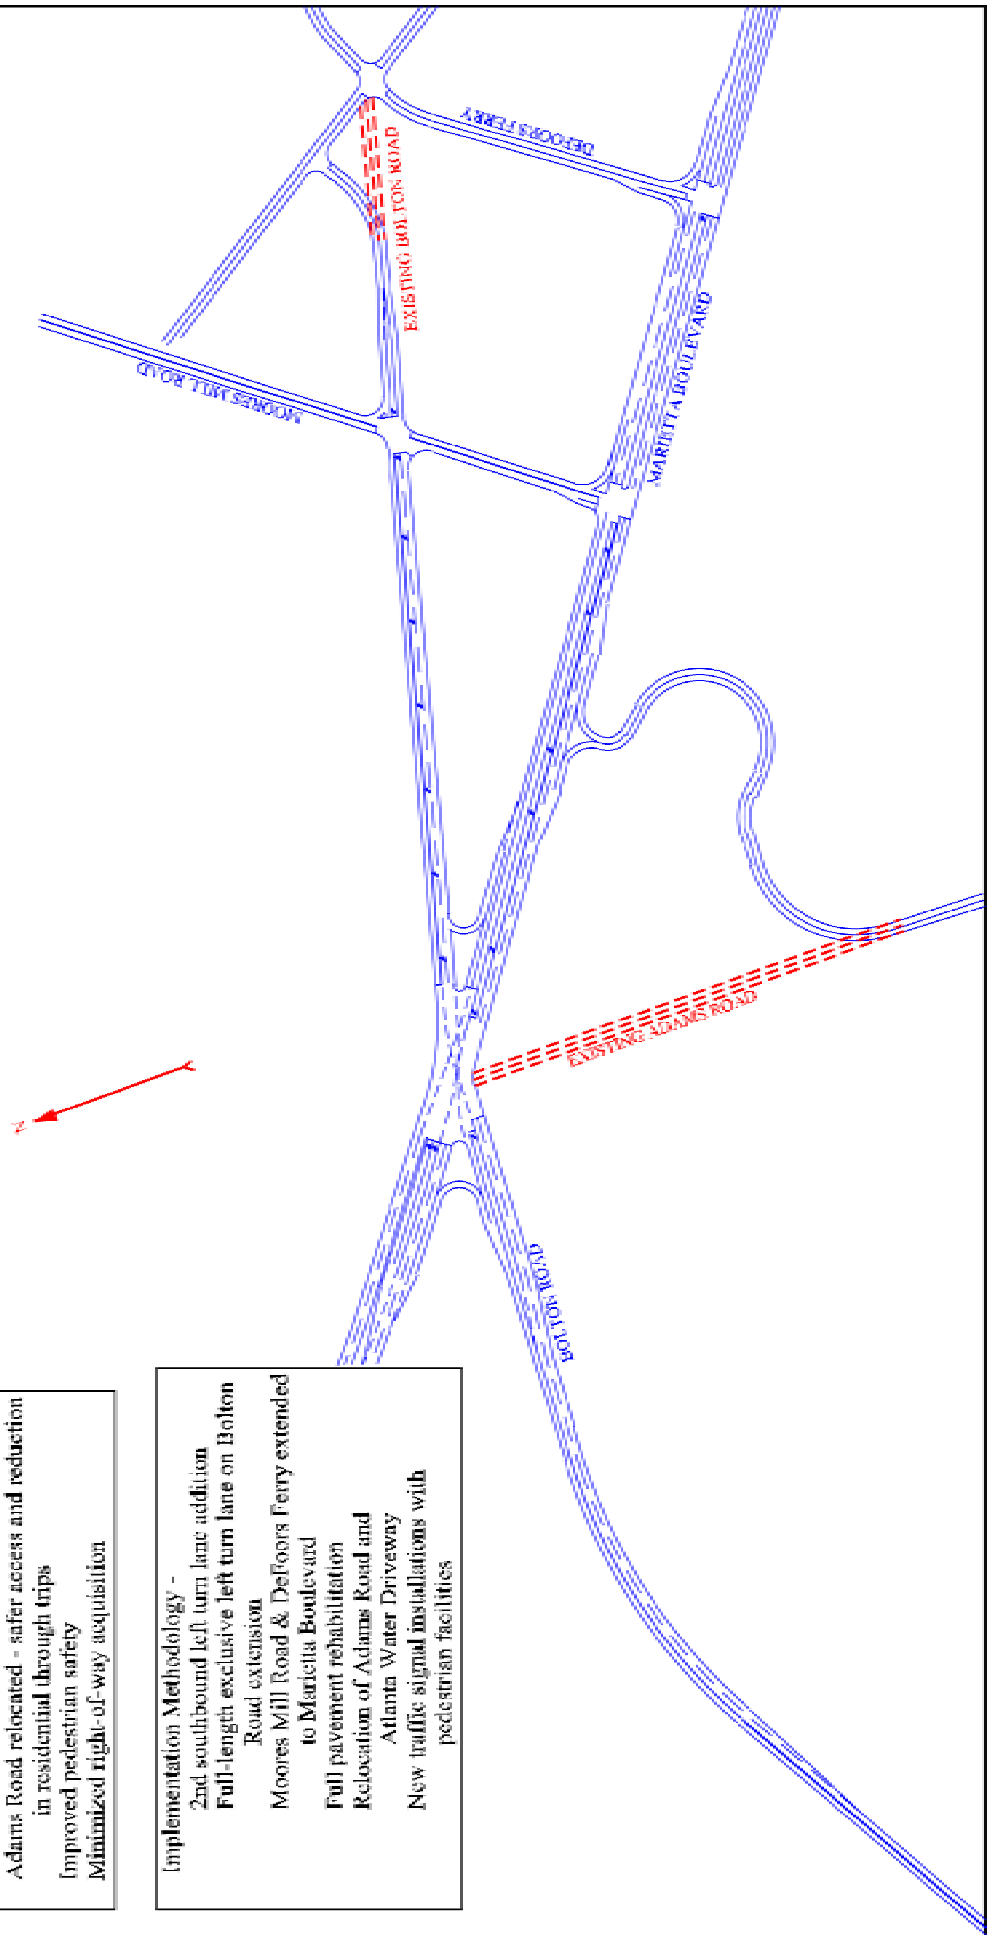 Adams Road relocated - safer access and reduction
in residential through trips
Improved pedestrian safety
Minimized right-of-way acquisition
Implementation Methodology -
2nd southbound left turn lane addition
Full-length exclusive left turn lane on Bolton
Road extension
Moores Mill Road & DeFoors Ferry extended
to Marietta Boulevard
Full pavement rehabilitation
Relocation of Adams Road and
Atlanta Water Driveway
New traffic signal installations with
pedestrian facilities
N
BOLTON ROAD
EXISTING ADAMS ROAD
MOORES MILL ROAD
MARIETTA BOULEVARD
EXISTING BOLTON ROAD
DEFOORS FERRY